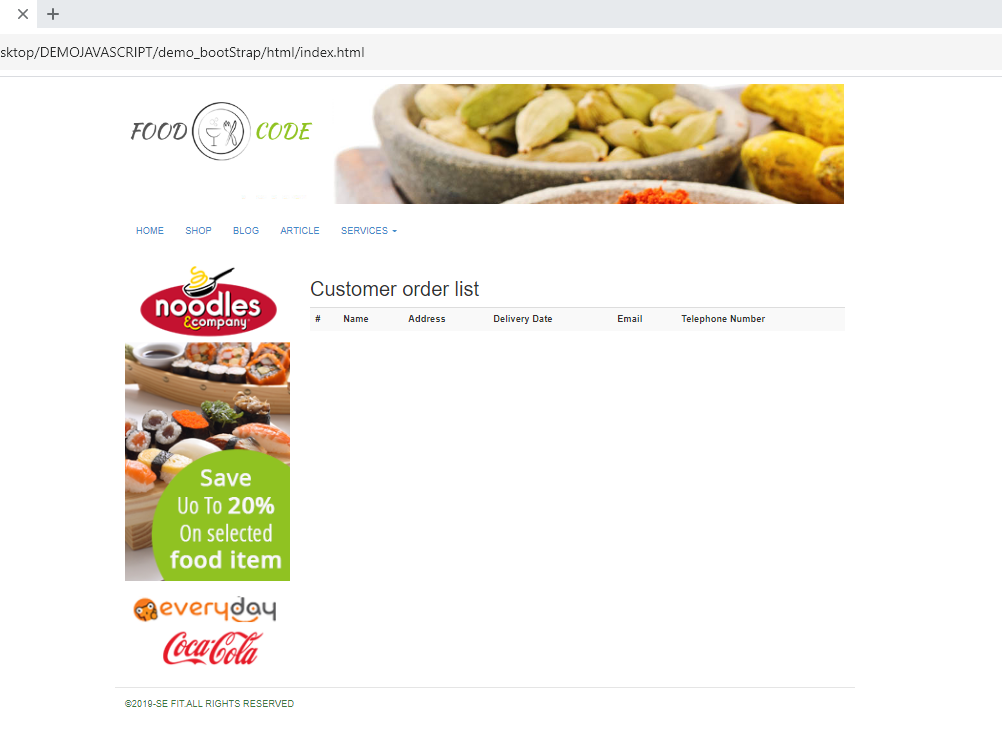 sktop/DEMOJAVASCRIPT/demo_bootStrap/html/index.html
FOOD CODE
HOME SHOP BLOG ARTICLE SERVICES
noodles
&company
Customer order list
# Name Address Delivery Date Email Telephone Number
Save
Uo To 20%
On selected
food item
everyday
Coca-Cola
©2019-SE FIT.ALL RIGHTS RESERVED